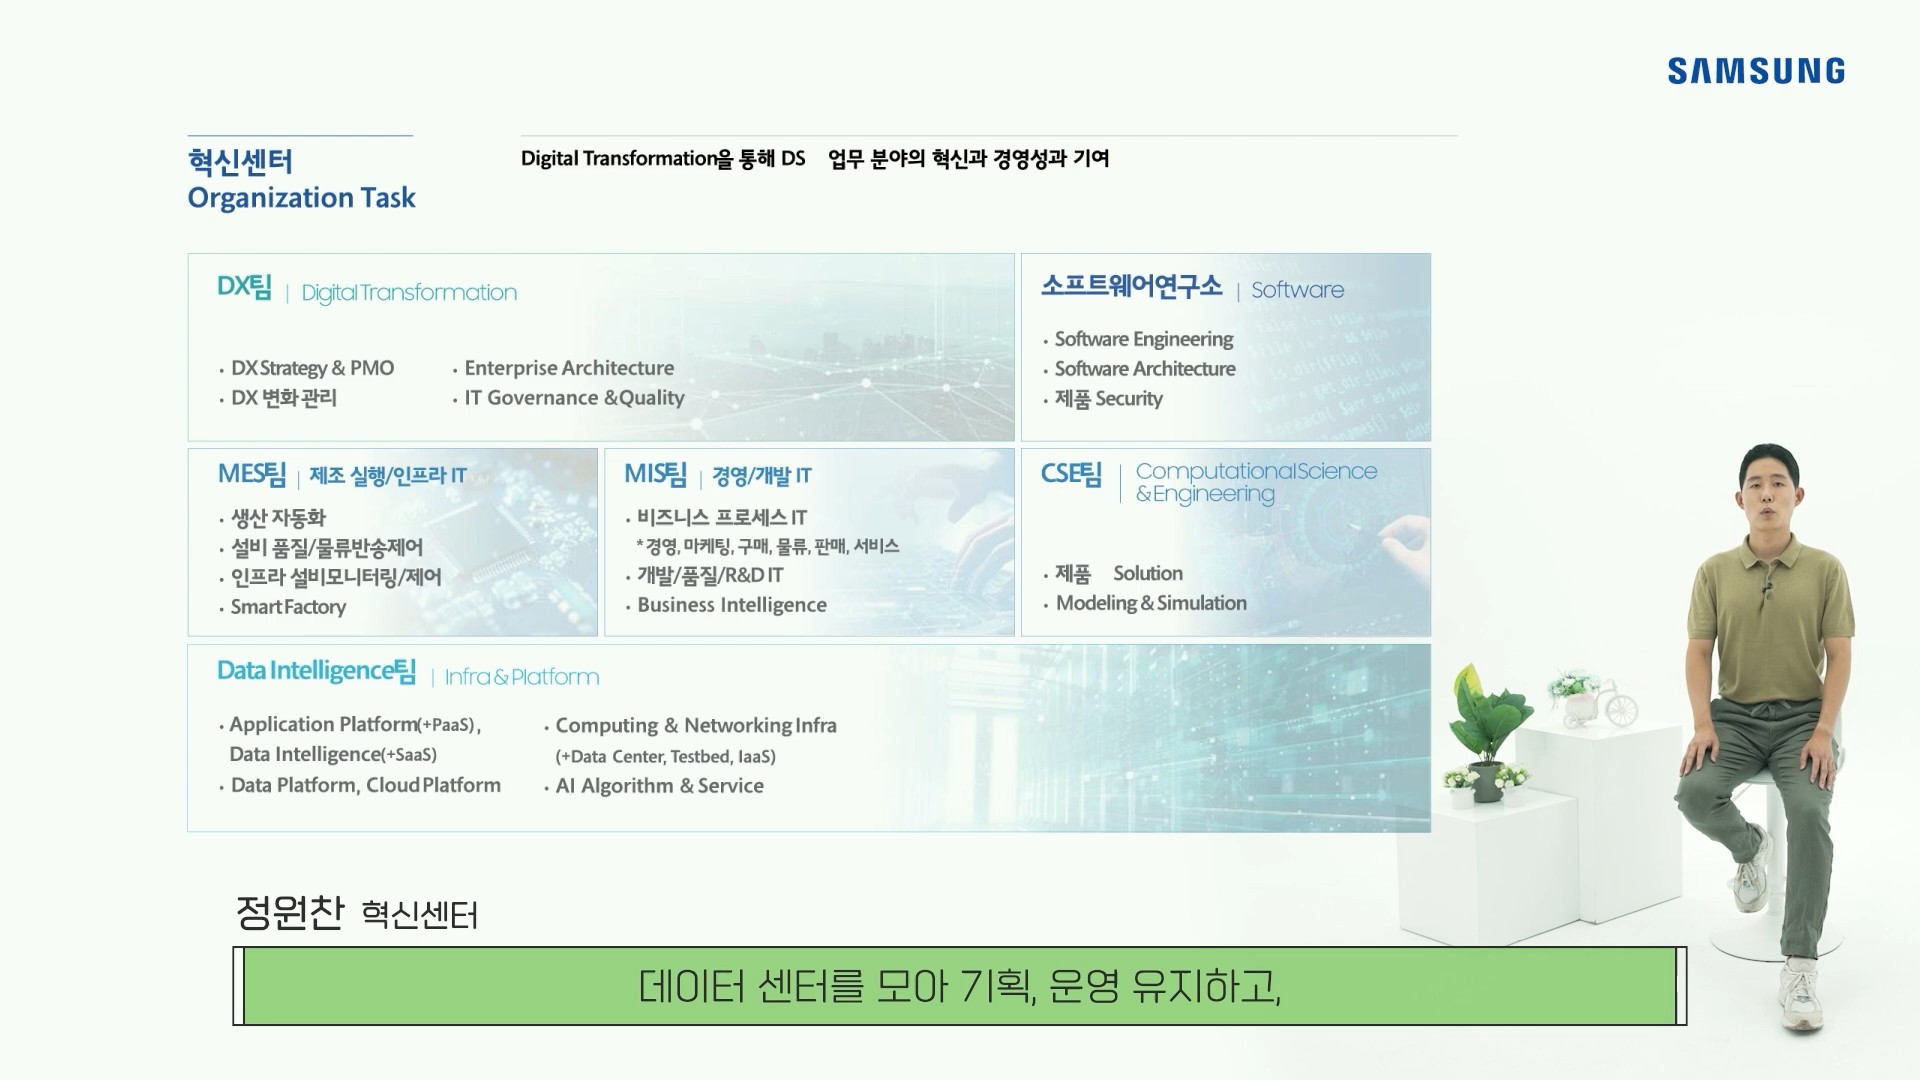 SAMSUNG
혁신센터
Organization Task
Digital Transformation을 통해 DS 업무 분야의 혁신과 경영성과 기여
DX팀 | Digital Transformation
· DX Strategy & PMO
· DX 변화 관리
· Enterprise Architecture
· IT Governance & Quality
소프트웨어연구소 | Software
· Software Engineering
· Software Architecture
· 제품 Security
MES팀 | 제조 실행/인프라 IT
· 생산 자동화
· 설비 품질/물류반송제어
· 인프라 설비모니터링/제어
· Smart Factory
MIS팀 | 경영/개발 IT
· 비즈니스 프로세스 IT
*경영, 마케팅, 구매, 물류, 판매, 서비스
· 개발/품질/R&D IT
· Business Intelligence
CSE팀 | Computational Science
& Engineering
· 제품 Solution
· Modeling & Simulation
Data Intelligence팀 | Infra & Platform
· Application Platform(+PaaS),
Data Intelligence(+SaaS)
· Data Platform, Cloud Platform
· Computing & Networking Infra
(+Data Center, Testbed, IaaS)
· AI Algorithm & Service
정원찬 혁신센터
데이터 센터를 모아 기획, 운영 유지하고,